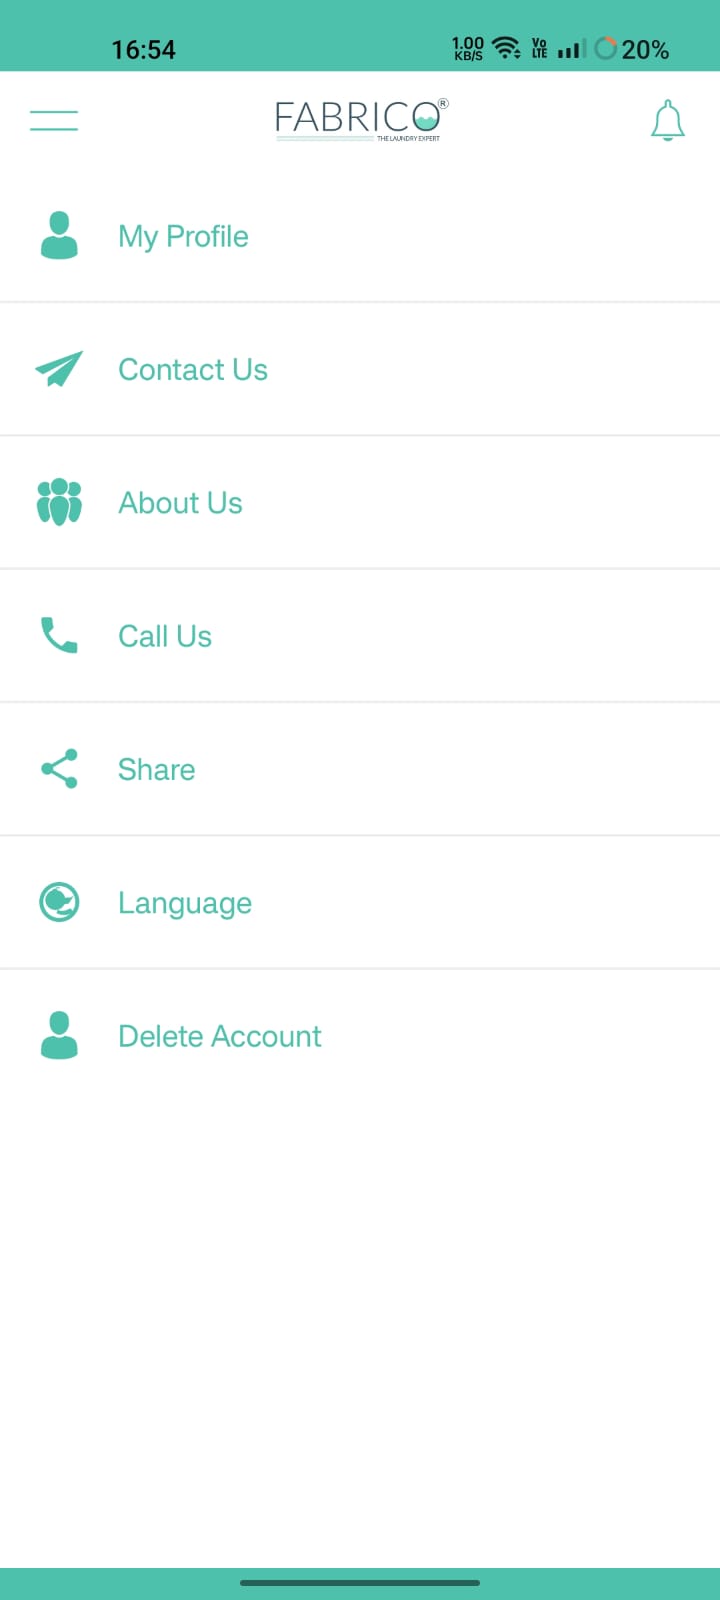 16:54 1.00 KB/S Vo LTE 20%
FABRICO®
THE LAUNDRY EXPERT
My Profile
Contact Us
About Us
Call Us
Share
Language
Delete Account